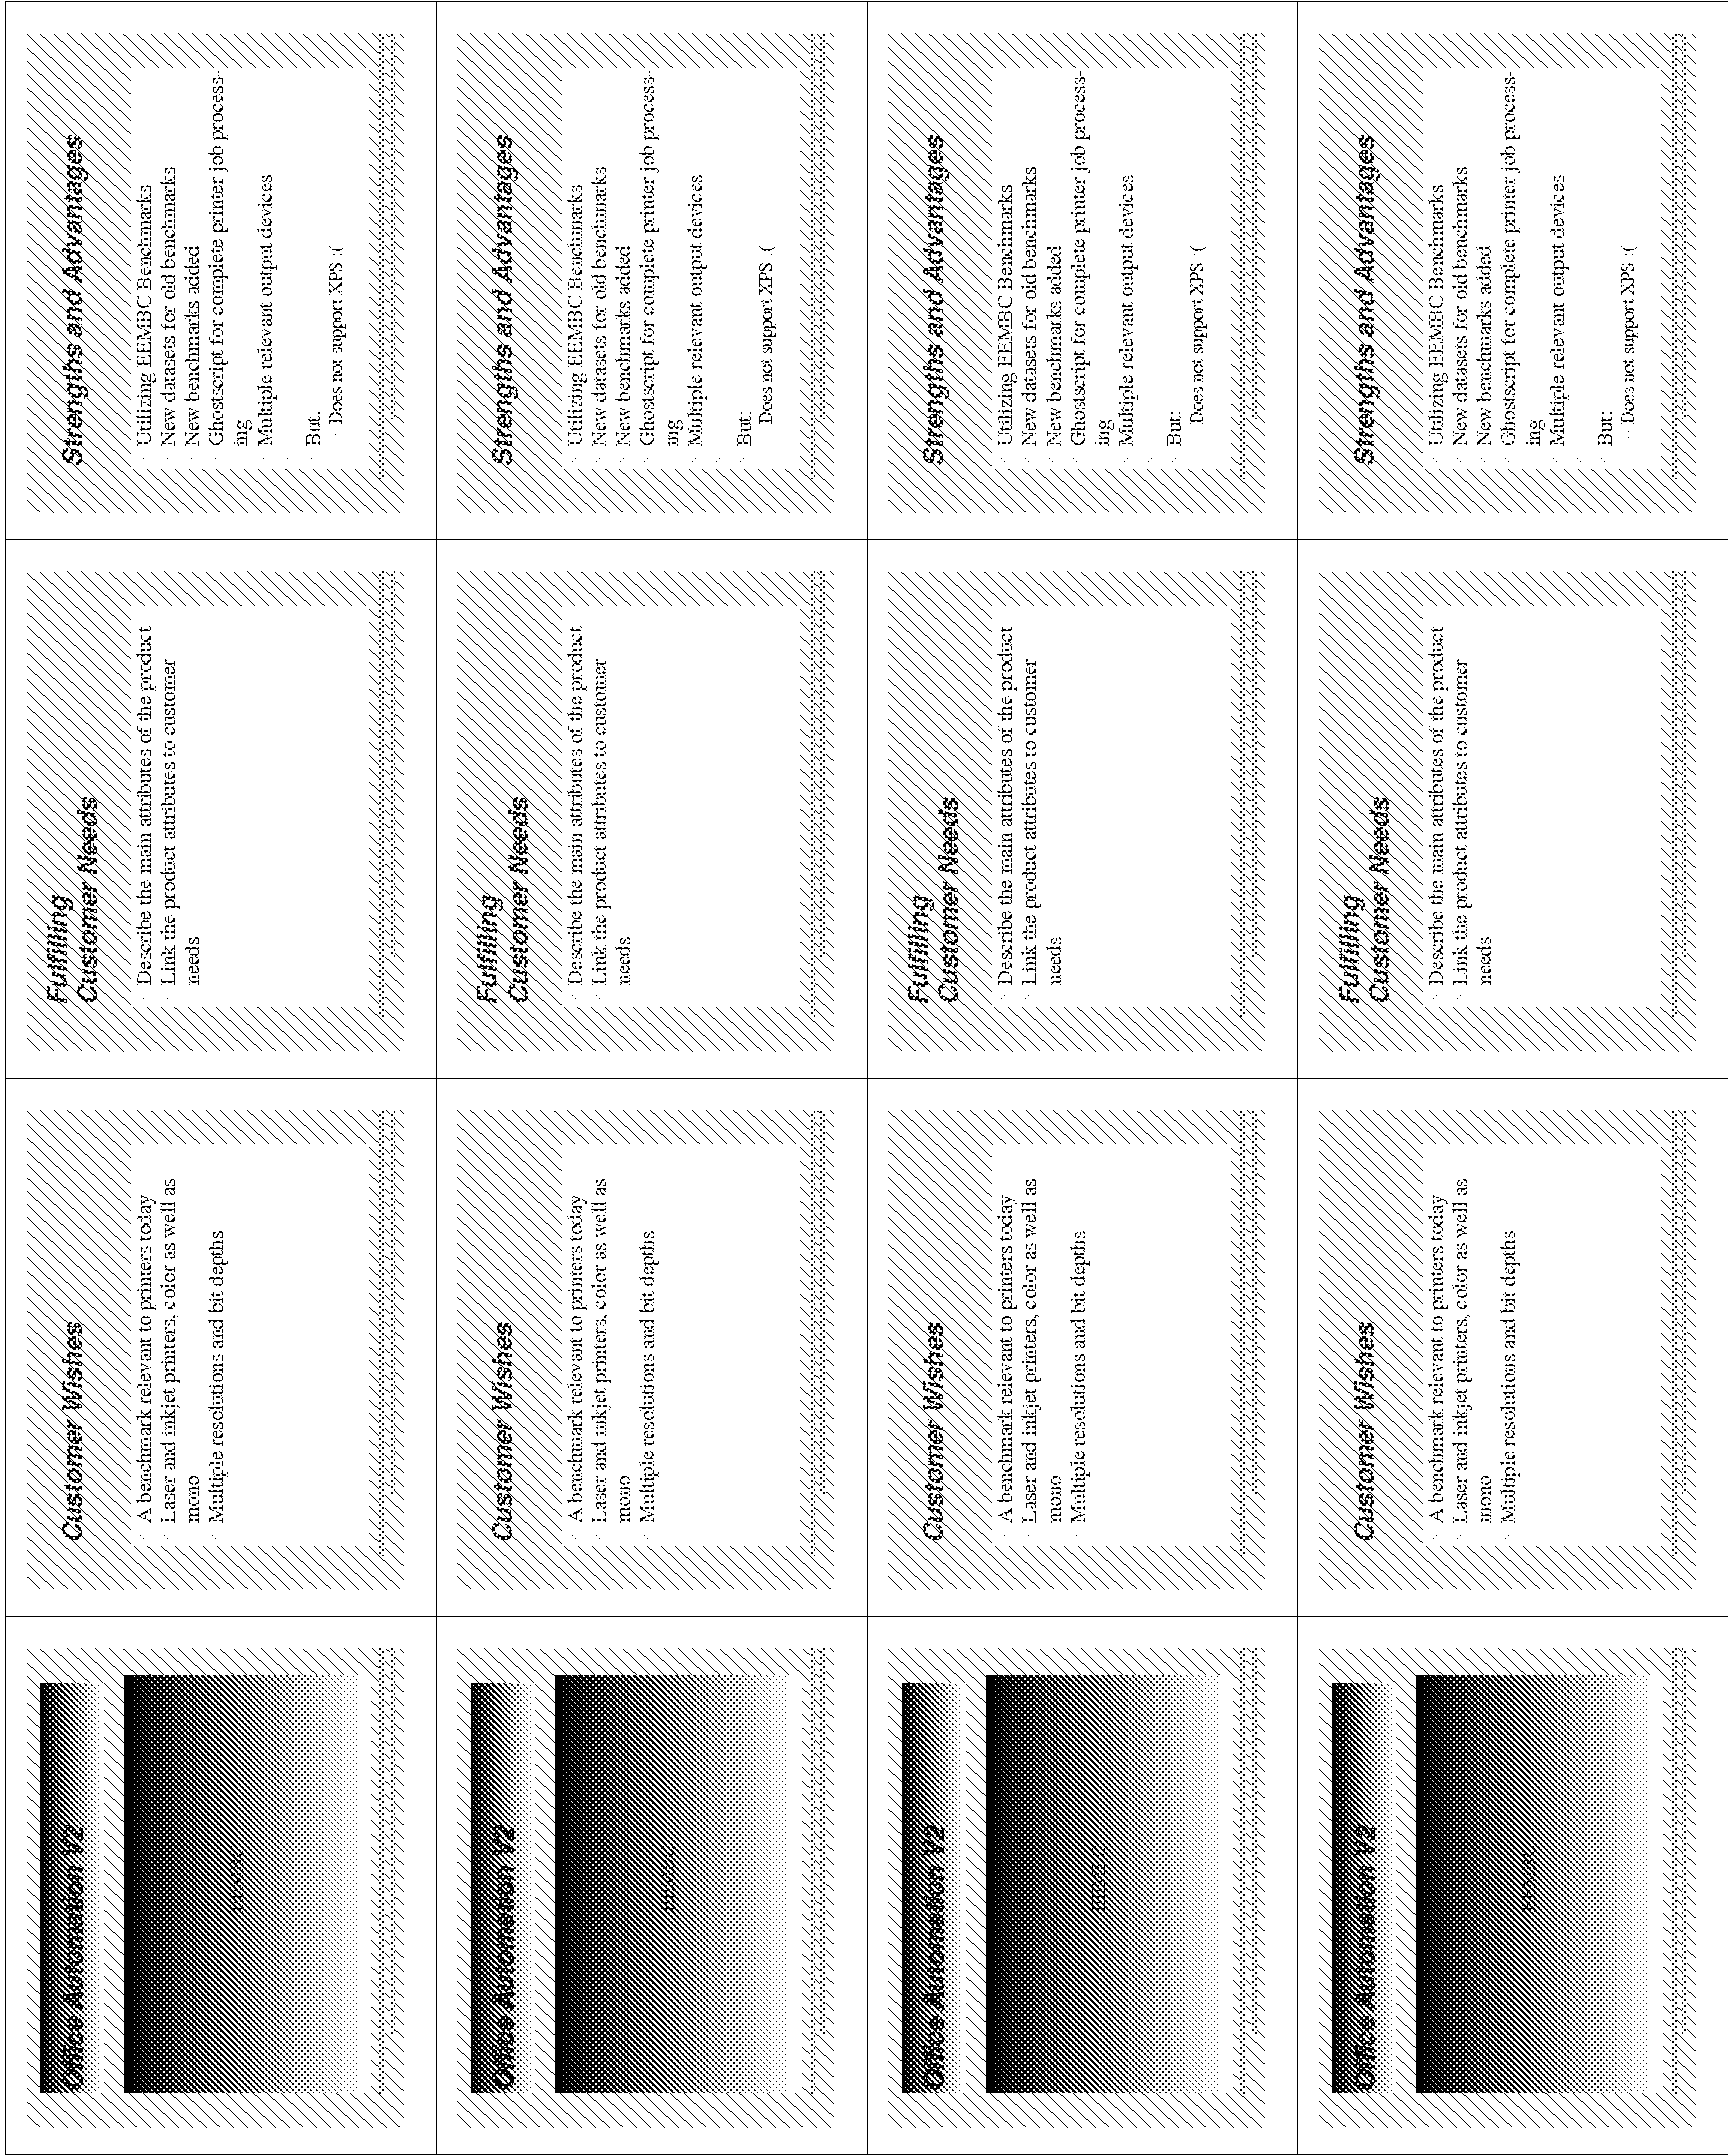 Office Automation V2
Customer Wishes
A benchmark relevant to printers today
Laser and inkjet printers, color as well as
mono
Multiple resolutions and bit depths
Fulfilling
Customer Needs
Describe the main attributes of the product
Link the product attributes to customer
needs
Strengths and Advantages
Utilizing EEMBC Benchmarks
New datasets for old benchmarks
New benchmarks added
Ghostscript for complete printer job process-
ing
Multiple relevant output devices
But:
Does not support XPS :(
Office Automation V2
Customer Wishes
A benchmark relevant to printers today
Laser and inkjet printers, color as well as
mono
Multiple resolutions and bit depths
Fulfilling
Customer Needs
Describe the main attributes of the product
Link the product attributes to customer
needs
Strengths and Advantages
Utilizing EEMBC Benchmarks
New datasets for old benchmarks
New benchmarks added
Ghostscript for complete printer job process-
ing
Multiple relevant output devices
But:
Does not support XPS :(
Office Automation V2
Customer Wishes
A benchmark relevant to printers today
Laser and inkjet printers, color as well as
mono
Multiple resolutions and bit depths
Fulfilling
Customer Needs
Describe the main attributes of the product
Link the product attributes to customer
needs
Strengths and Advantages
Utilizing EEMBC Benchmarks
New datasets for old benchmarks
New benchmarks added
Ghostscript for complete printer job process-
ing
Multiple relevant output devices
But:
Does not support XPS :(
Office Automation V2
Customer Wishes
A benchmark relevant to printers today
Laser and inkjet printers, color as well as
mono
Multiple resolutions and bit depths
Fulfilling
Customer Needs
Describe the main attributes of the product
Link the product attributes to customer
needs
Strengths and Advantages
Utilizing EEMBC Benchmarks
New datasets for old benchmarks
New benchmarks added
Ghostscript for complete printer job process-
ing
Multiple relevant output devices
But:
Does not support XPS :(